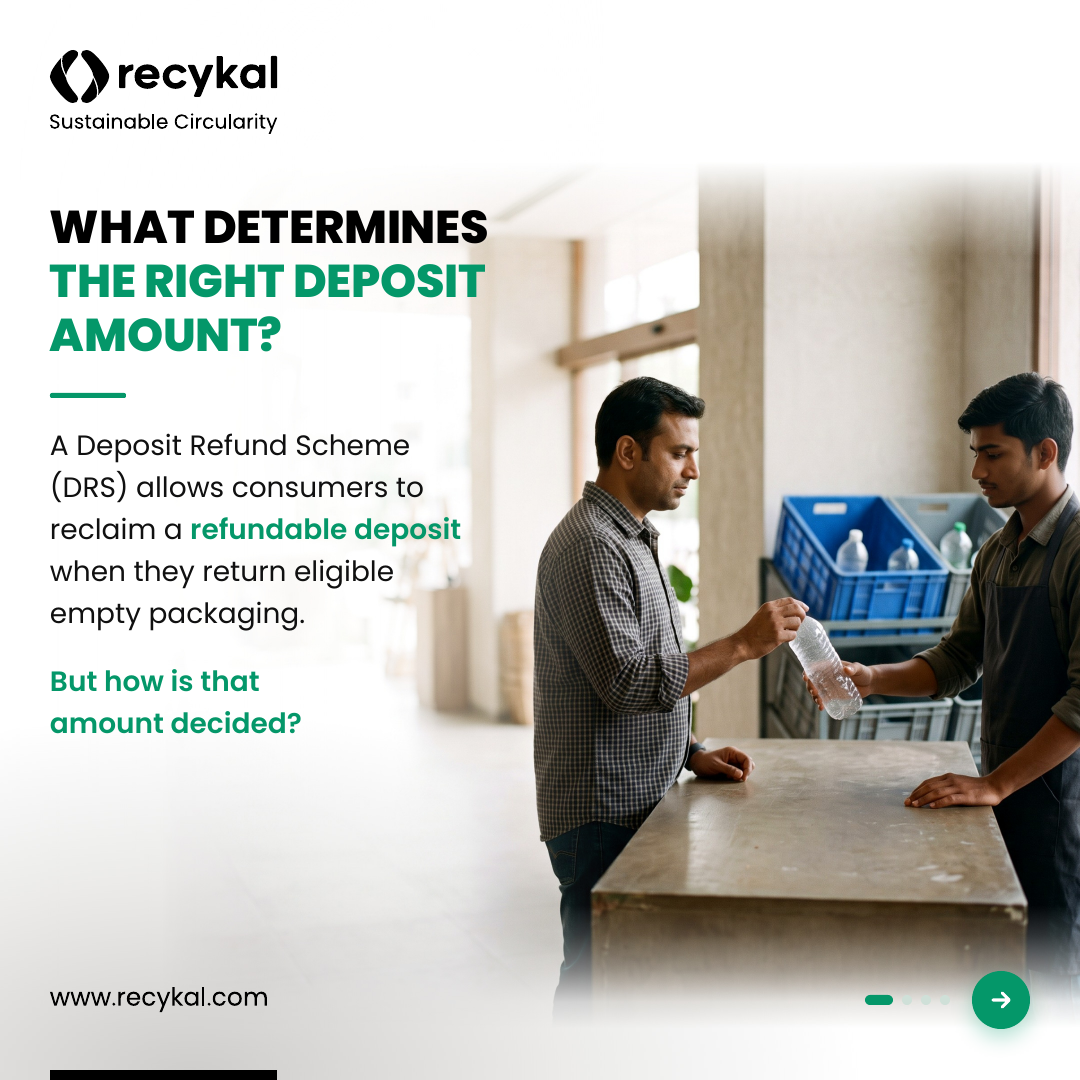 recykal
Sustainable Circularity
WHAT DETERMINES
THE RIGHT DEPOSIT
AMOUNT?
A Deposit Refund Scheme
(DRS) allows consumers to
reclaim a refundable deposit
when they return eligible
empty packaging.
But how is that
amount decided?
www.recykal.com